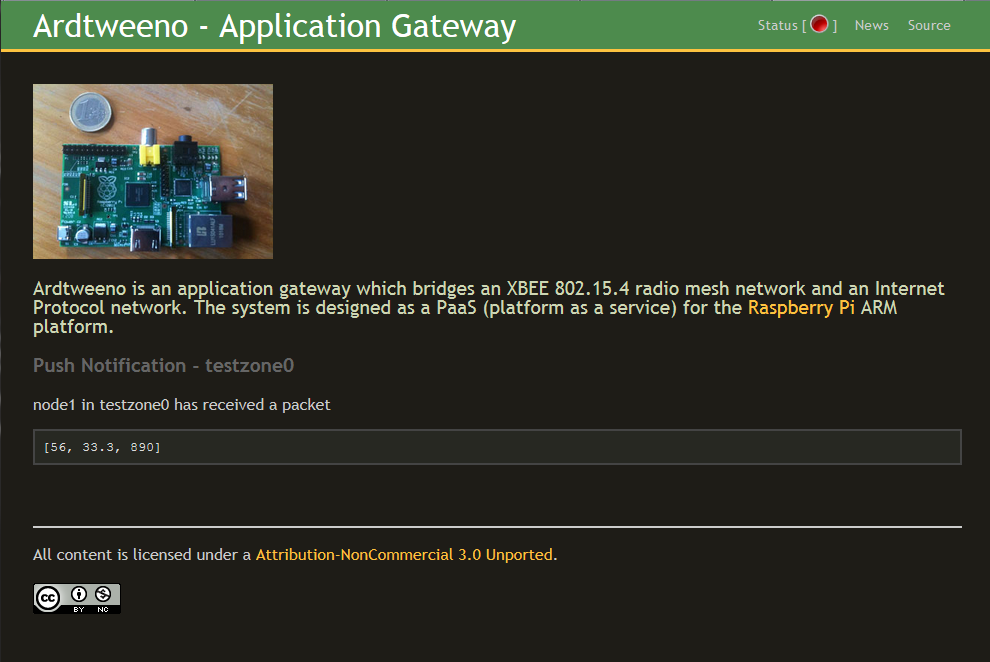 Ardtweeno - Application Gateway
Status [ ] News Source
Ardtweeno is an application gateway which bridges an XBEE 802.15.4 radio mesh network and an Internet
Protocol network. The system is designed as a PaaS (platform as a service) for the Raspberry Pi ARM
platform.
Push Notification - testzone0
node1 in testzone0 has received a packet
[56, 33.3, 890]
All content is licensed under a Attribution-NonCommercial 3.0 Unported.
cc BY NC